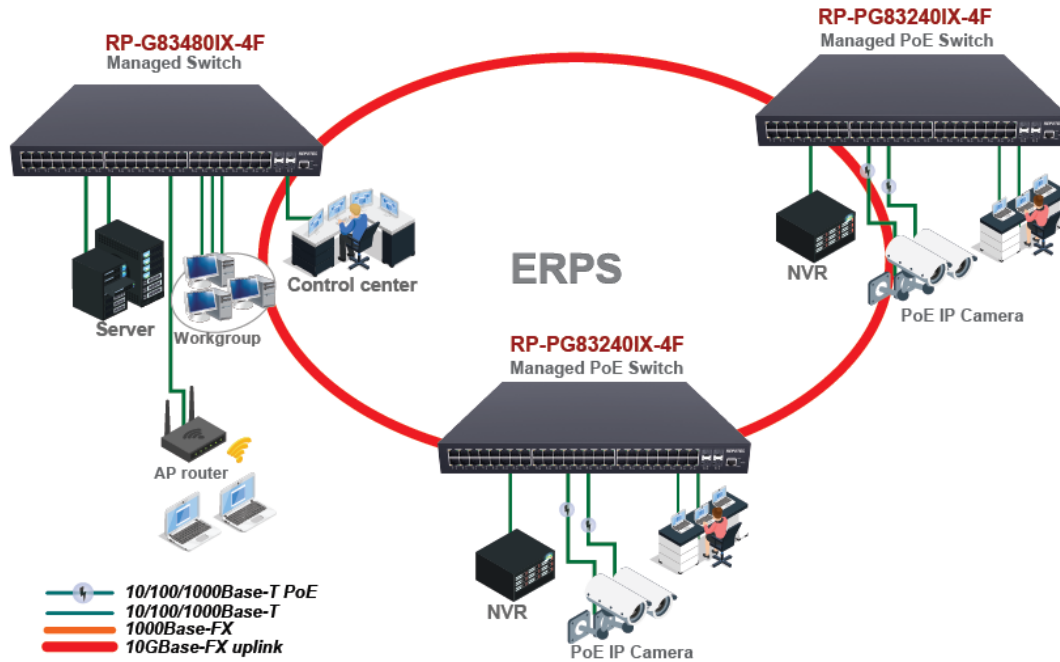 RP-G83480IX-4F
Managed Switch
RP-PG83240IX-4F
Managed PoE Switch
ERPS
Server
Workgroup
Control center
AP router
NVR
PoE IP Camera
RP-PG83240IX-4F
Managed PoE Switch
NVR
PoE IP Camera
10/100/1000Base-T PoE
10/100/1000Base-T
1000Base-FX
10GBase-FX uplink